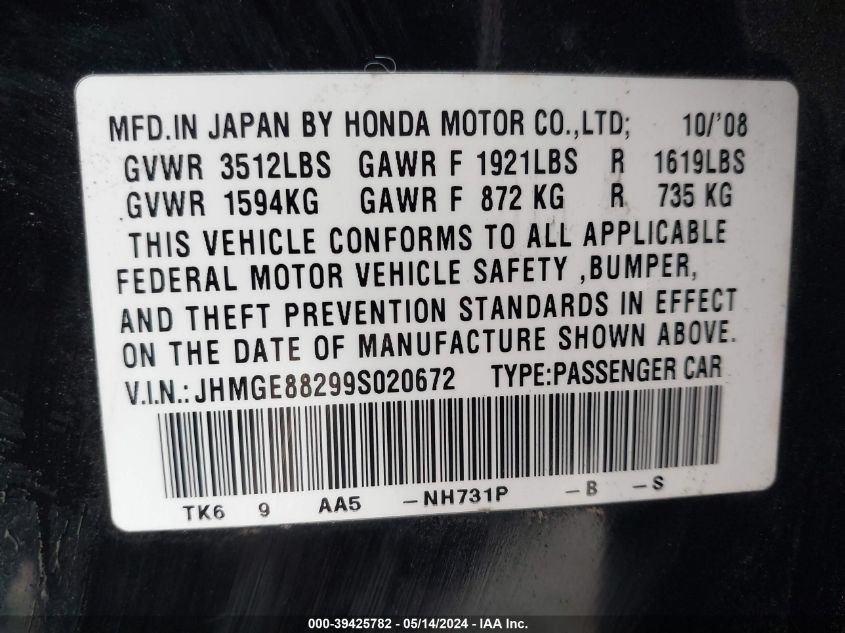 MFD.IN JAPAN BY HONDA MOTOR CO.,LTD; 10/'08
GVWR 3512LBS GAWR F 1921LBS R 1619LBS
GVWR 1594KG GAWR F 872 KG R 735 KG
THIS VEHICLE CONFORMS TO ALL APPLICABLE
FEDERAL MOTOR VEHICLE SAFETY ,BUMPER,
AND THEFT PREVENTION STANDARDS IN EFFECT
ON THE DATE OF MANUFACTURE SHOWN ABOVE.
V.I.N.: JHMGE88299S020672 TYPE:PASSENGER CAR
TK6 9 AA5 -NH731P -B -S
000-39425782 - 05/14/2024 - IAA Inc.